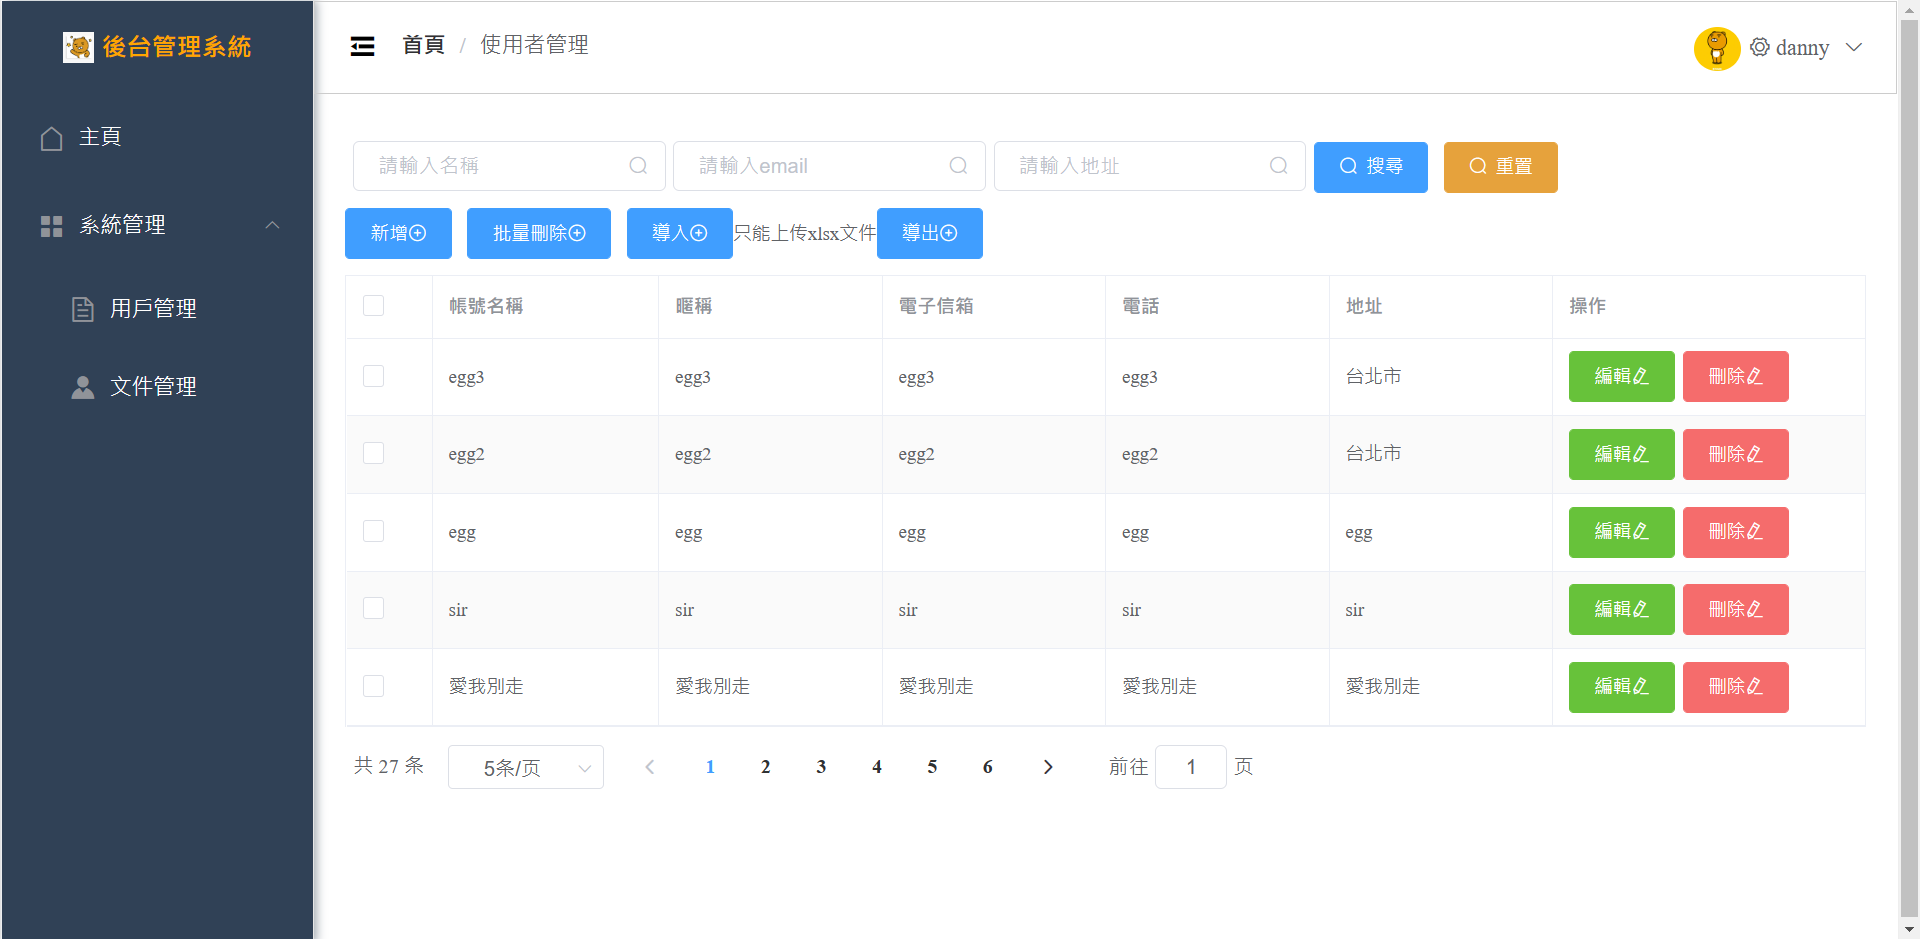 後台管理系統
主頁
系統管理
用戶管理
文件管理
首頁 / 使用者管理
danny
請輸入名稱 請輸入email 請輸入地址 搜尋 重置
新增 批量刪除 導入 只能上传xlsx文件 導出
帳號名稱 暱稱 電子信箱 電話 地址 操作
egg3 egg3 egg3 egg3 台北市 編輯 刪除
egg2 egg2 egg2 egg2 台北市 編輯 刪除
egg egg egg egg egg 編輯 刪除
sir sir sir sir sir 編輯 刪除
愛我別走 愛我別走 愛我別走 愛我別走 愛我別走 編輯 刪除
共 27 条 5条/页 1 2 3 4 5 6 前往 1 页